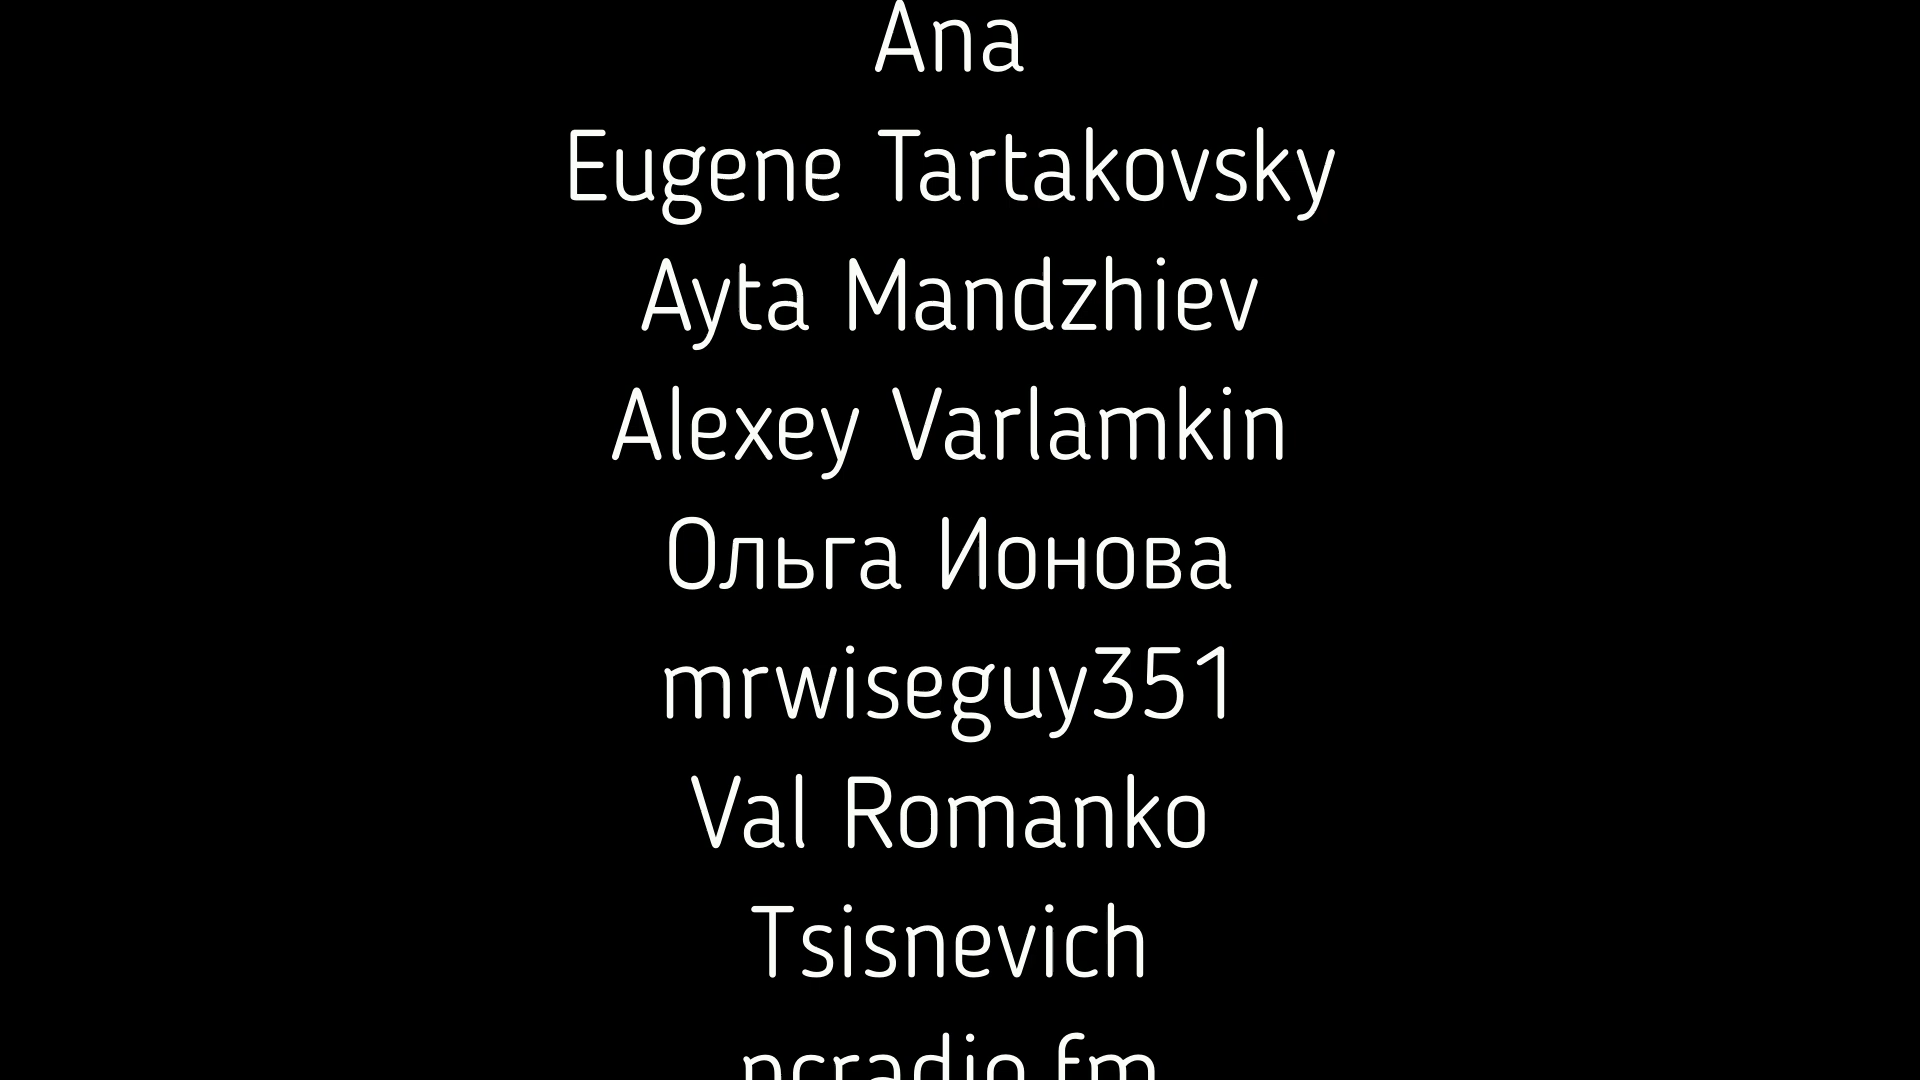 Ana
Eugene Tartakovsky
Ayta Mandzhiev
Alexey Varlamkin
Ольга Ионова
mrwiseguy351
Val Romanko
Tsisnevich